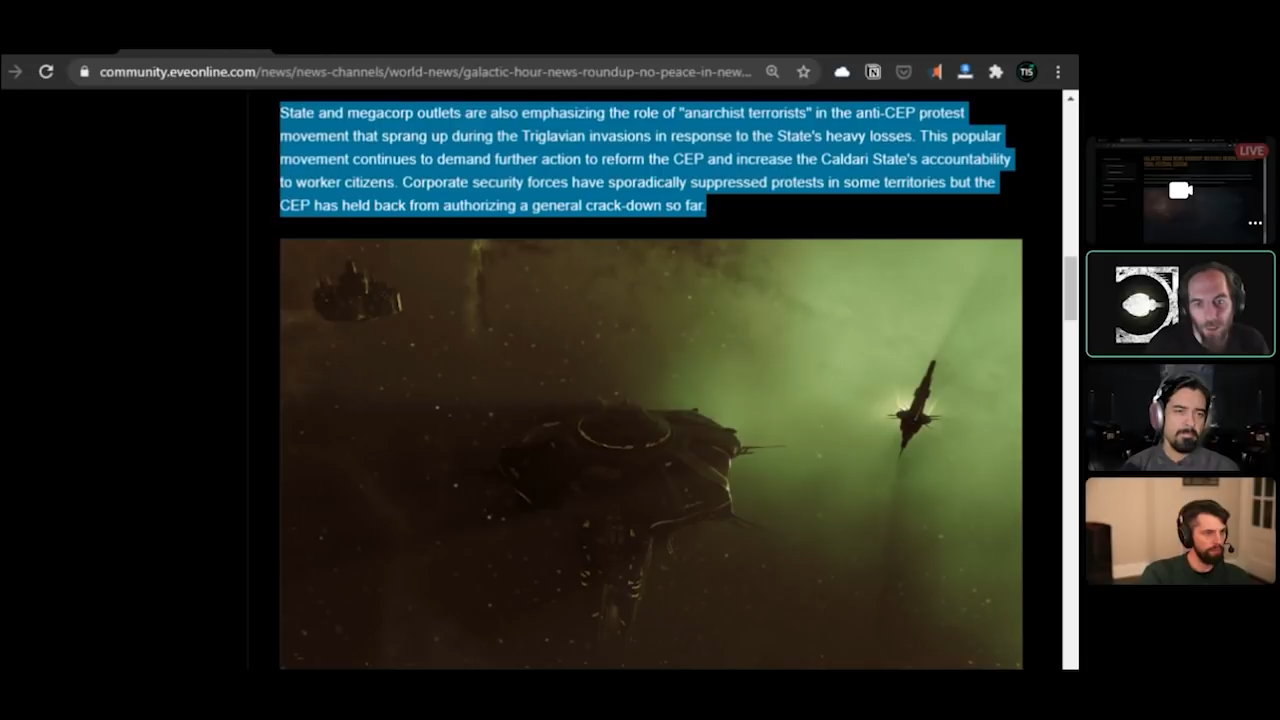 community.eveonline.com/news/news-channels/world-news/galactic-hour-news-roundup-no-peace-in-new...
TIS
State and megacorp outlets are also emphasizing the role of "anarchist terrorists" in the anti-CEP protest
movement that sprang up during the Triglavian invasions in response to the State's heavy losses. This popular
movement continues to demand further action to reform the CEP and increase the Caldari State's accountability
to worker citizens. Corporate security forces have sporadically suppressed protests in some territories but the
CEP has held back from authorizing a general crack-down so far.
LIVE